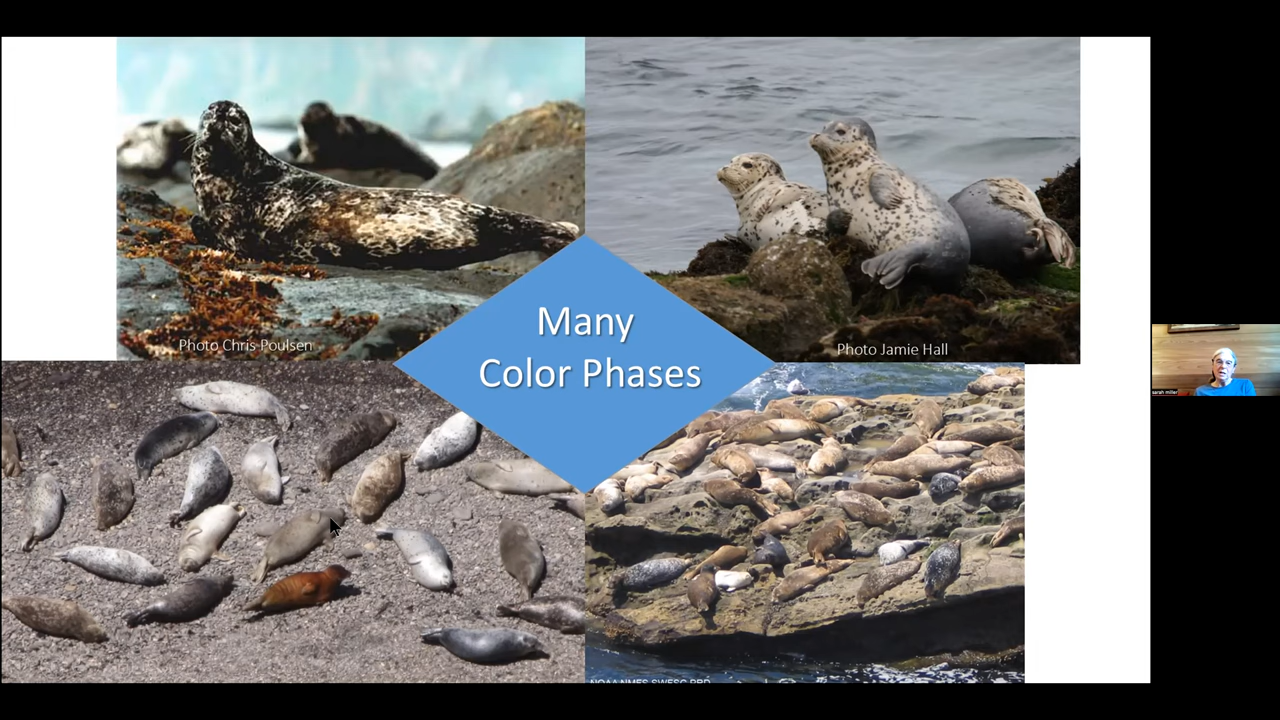 Many
Color Phases
Photo Chris Poulsen
Photo Jamie Hall
NOAA NMFS SWFSC PRD
sarah miller